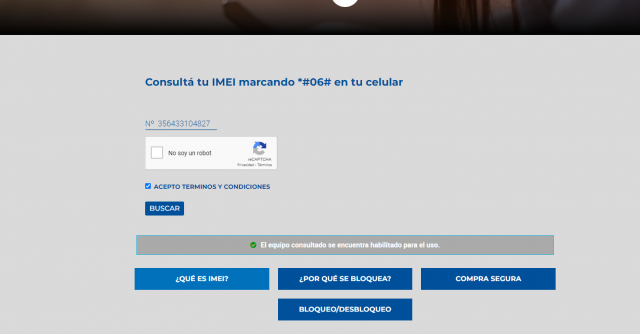 Consultá tu IMEI marcando *#06# en tu celular
Nº 356433104827
No soy un robot
reCAPTCHA
Privacidad - Términos
ACEPTO TERMINOS Y CONDICIONES
BUSCAR
El equipo consultado se encuentra habilitado para el uso.
¿QUÉ ES IMEI?
¿POR QUÉ SE BLOQUEA?
COMPRA SEGURA
BLOQUEO/DESBLOQUEO